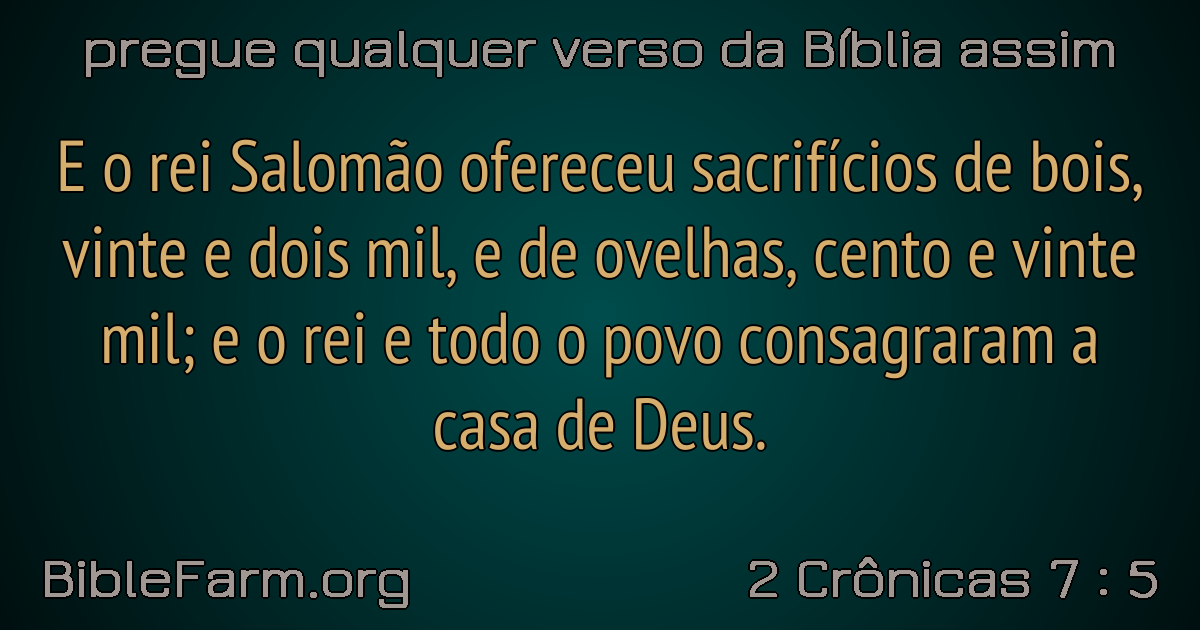 pregue qualquer verso da Bíblia assim
E o rei Salomão ofereceu sacrifícios de bois,
vinte e dois mil, e de ovelhas, cento e vinte
mil; e o rei e todo o povo consagraram a
casa de Deus.
BibleFarm.org
2 Crônicas 7 : 5